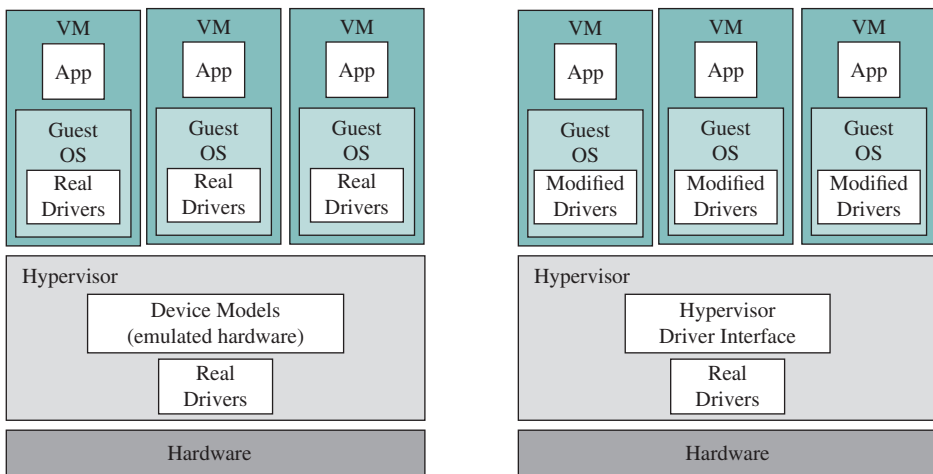 VM
App
Guest
OS
Real
Drivers
VM
App
Guest
OS
Real
Drivers
VM
App
Guest
OS
Real
Drivers
Hypervisor
Device Models
(emulated hardware)
Real
Drivers
Hardware
VM
App
Guest
OS
Modified
Drivers
VM
App
Guest
OS
Modified
Drivers
VM
App
Guest
OS
Modified
Drivers
Hypervisor
Hypervisor
Driver Interface
Real
Drivers
Hardware